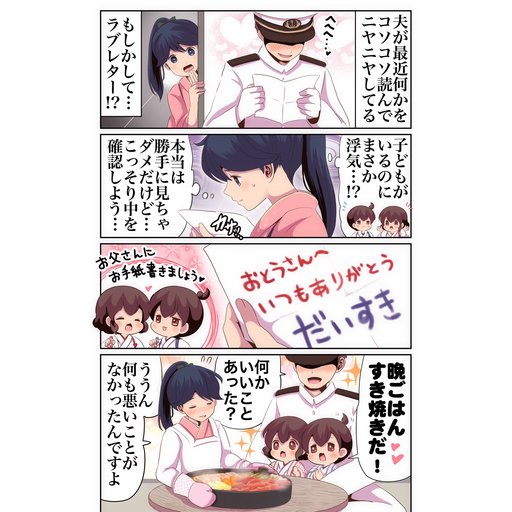 夫が最近何かを
コソコソ読んで
ニヤニヤしてる
へへ…♡
もしかして…
ラブレター!?
子どもが
いるのに
まさか
浮気…!?
本当は
勝手に見ちゃ
ダメだけど…
こっそり中を
確認しよう…
お父さんに
お手紙書きましょう♥
おとうさんへ
いつもありがとう
だいすき
晩ごはん
すき焼きだ!
何か
いいこと
あった?
ううん
何も悪いことが
なかったんですよ